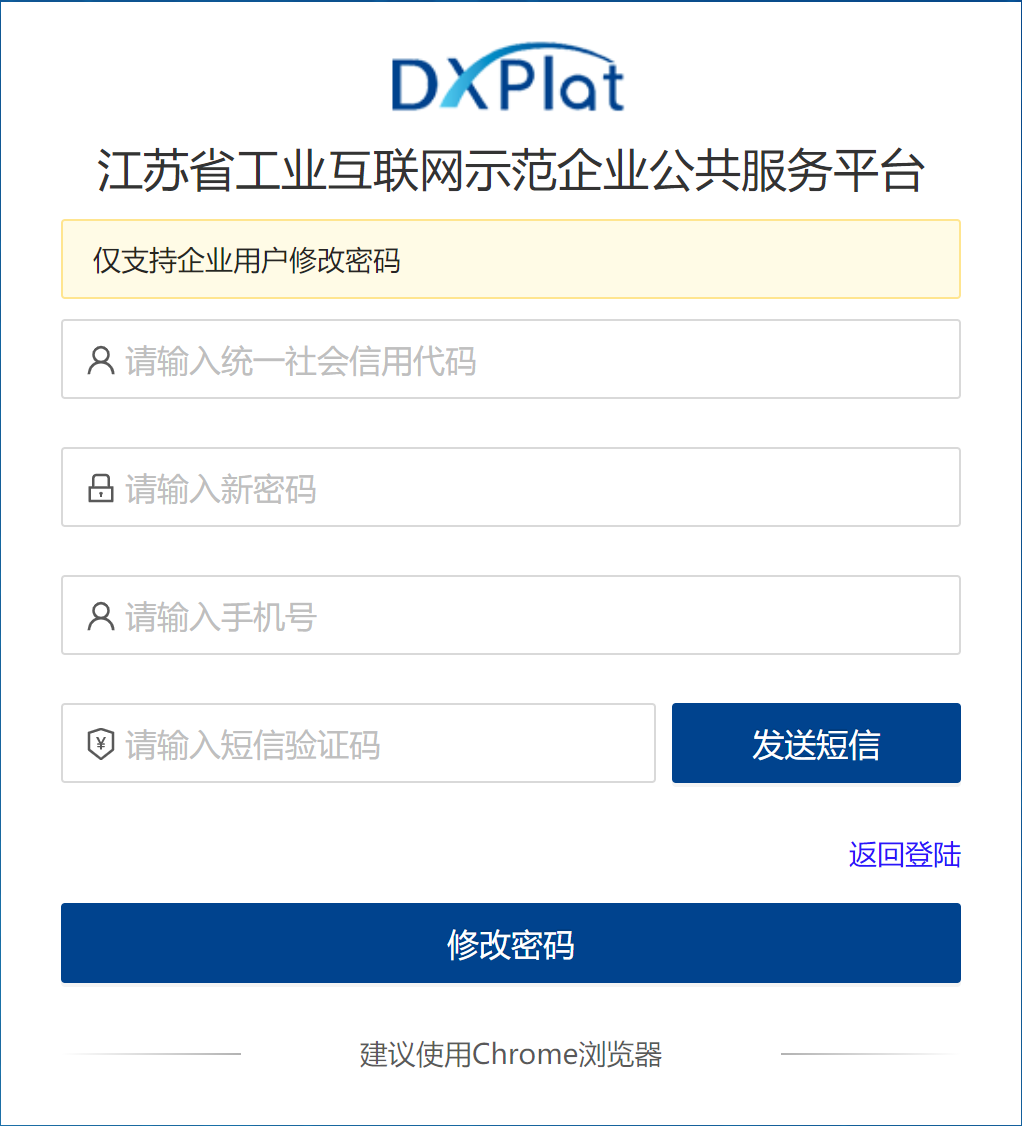 DXPlat
江苏省工业互联网示范企业公共服务平台
仅支持企业用户修改密码
请输入统一社会信用代码
请输入新密码
请输入手机号
¥ 请输入短信验证码
发送短信
返回登陆
修改密码
建议使用Chrome浏览器